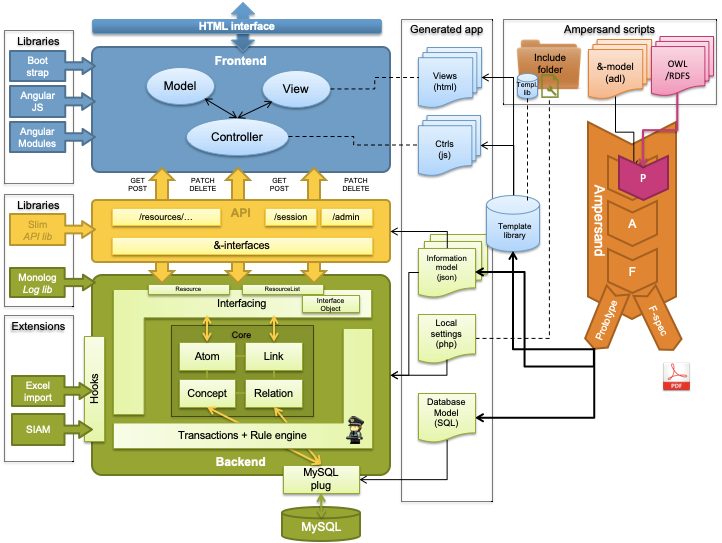 HTML interface
Generated app
Ampersand scripts
Libraries
Frontend
Boot
strap
Angular
JS
Angular
Modules
Model
View
Controller
Views
(html)
Ctrls
(js)
Include
folder
Templ.
lib
&-model
(adl)
OWL
/RDFS
GET
POST
PATCH
DELETE
GET
POST
PATCH
DELETE
P
A
F
Ampersand
Prototype
F-spec
PDF
Libraries
Slim
API lib
Monolog
Log lib
API
/resources/...
/session
/admin
&-interfaces
Template
library
Information
model
(json)
Resource
ResourceList
Interfacing
Interface
Object
Extensions
Excel
import
SIAM
Hooks
Core
Atom
Link
Concept
Relation
Local
settings
(php)
Database
Model
(SQL)
Transactions + Rule engine
Backend
MySQL
plug
MySQL